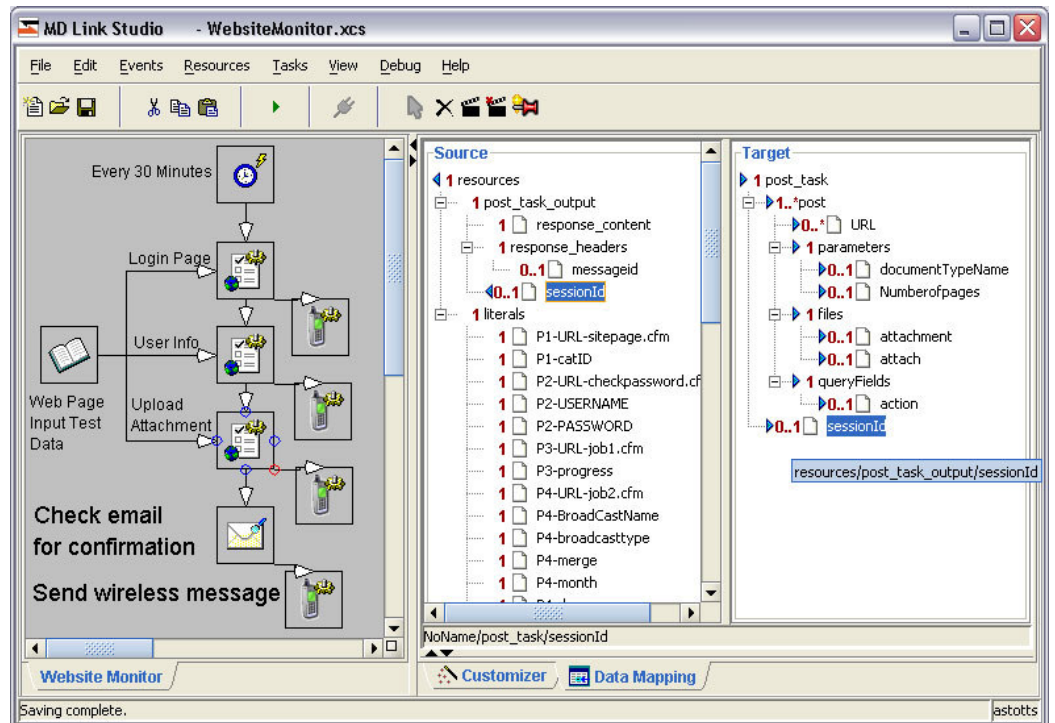 MD Link Studio - WebsiteMonitor.xcs
File Edit Events Resources Tasks View Debug Help
Every 30 Minutes
Login Page
User Info
Web Page
Input Test
Data
Upload
Attachment
Check email
for confirmation
Send wireless message
Website Monitor
Source
1 resources
1 post_task_output
1 response_content
1 response_headers
0..1 messageid
0..1 sessionId
1 literals
1 P1-URL-sitepage.cfm
1 P1-catID
1 P2-URL-checkpassword.cf
1 P2-USERNAME
1 P2-PASSWORD
1 P3-URL-job1.cfm
1 P3-progress
1 P4-URL-job2.cfm
1 P4-BroadCastName
1 P4-broadcasttype
1 P4-merge
1 P4-month
Target
1 post_task
1..*post
0..* URL
1 parameters
0..1 documentTypeName
0..1 Numberofpages
1 files
0..1 attachment
0..1 attach
1 queryFields
0..1 action
0..1 sessionId
resources/post_task_output/sessionId
NoName/post_task/sessionId
Customizer
Data Mapping
Saving complete.
astotts